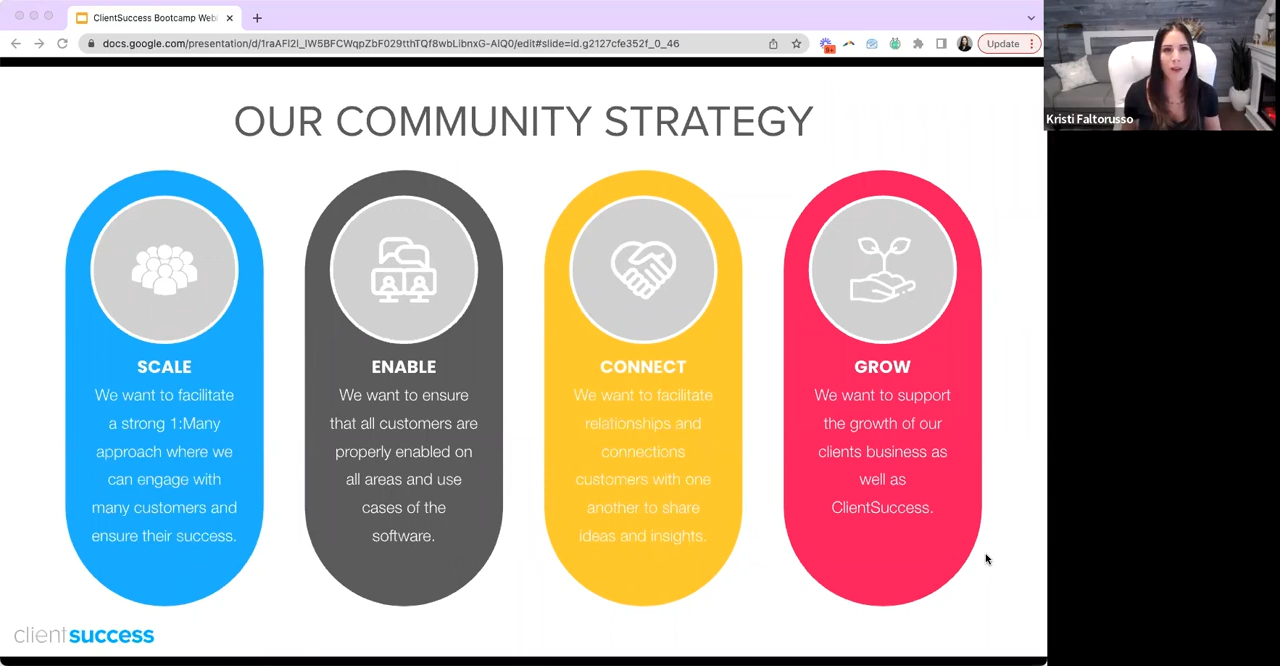 ClientSuccess Bootcamp Webi
docs.google.com/presentation/d/1raAFl2l_IW5BFCWqpZbF029tthTQf8wbLibnxG-AlQ0/edit#slide=id.g2127cfe352f_0_46
9+
Update
Kristi Faltorusso
OUR COMMUNITY STRATEGY
SCALE
We want to facilitate
a strong 1:Many
approach where we
can engage with
many customers and
ensure their success.
ENABLE
We want to ensure
that all customers are
properly enabled on
all areas and use
cases of the
software.
CONNECT
We want to facilitate
relationships and
connections
customers with one
another to share
ideas and insights.
GROW
We want to support
the growth of our
clients business as
well as
ClientSuccess.
clientsuccess